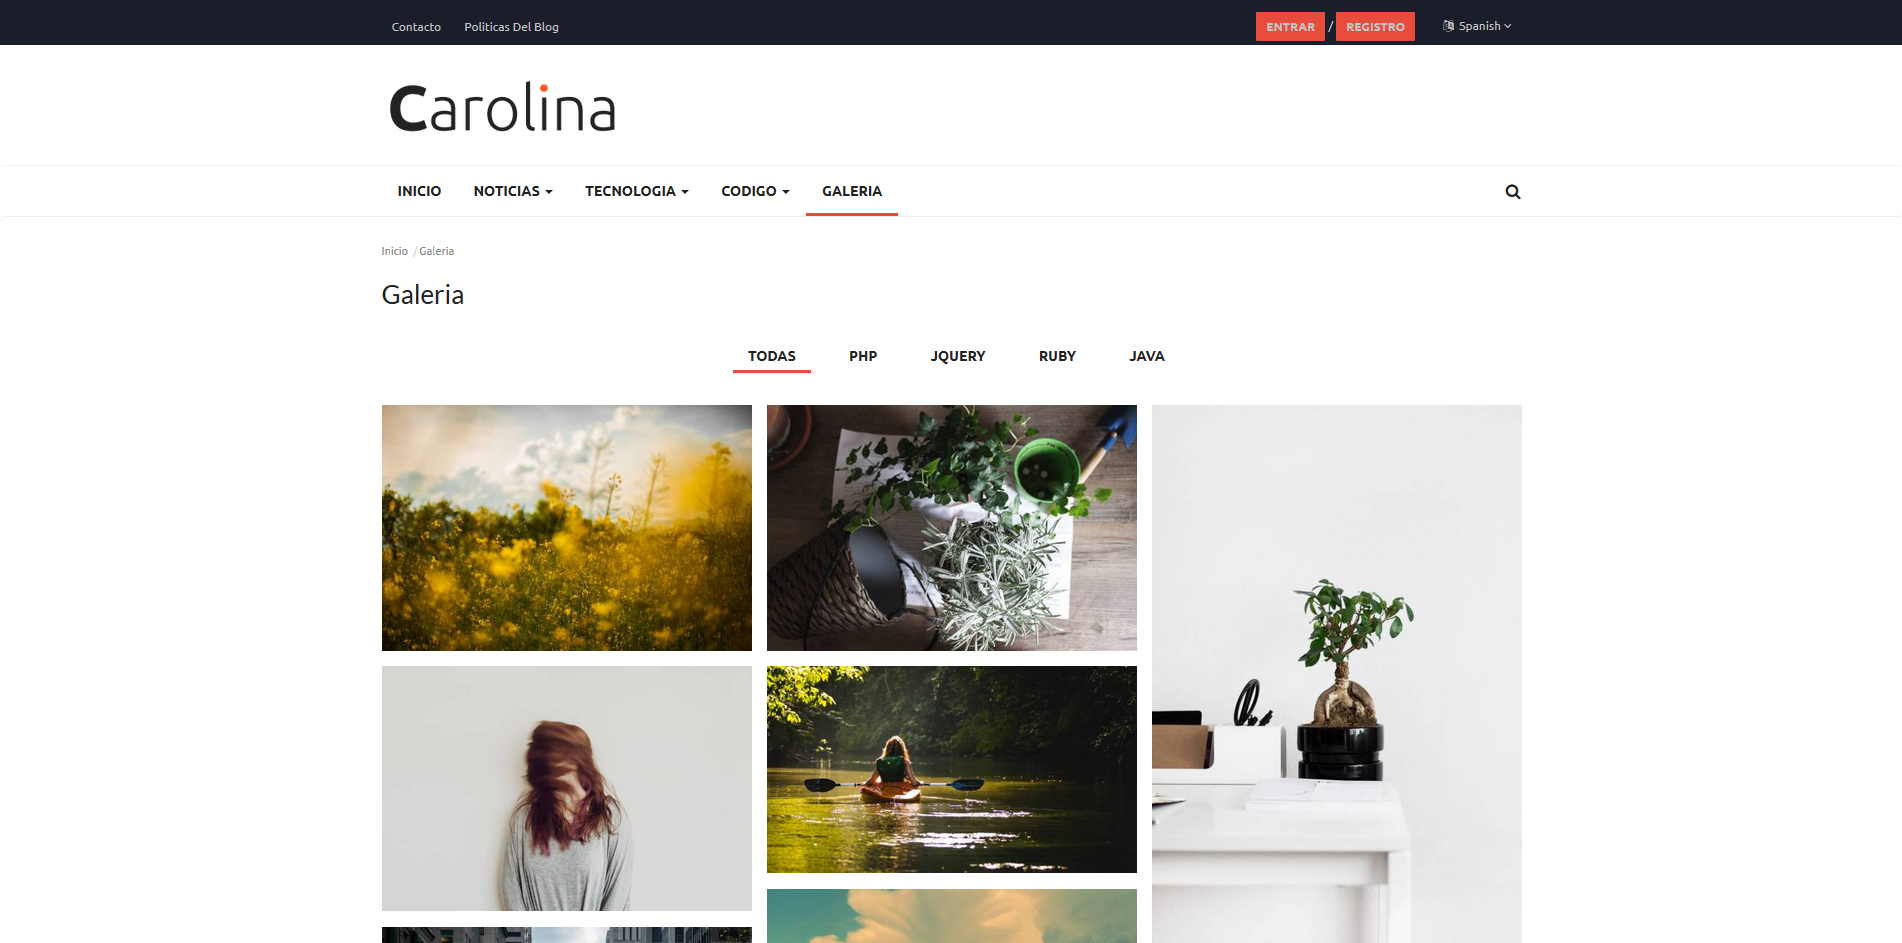 Contacto Politicas Del Blog ENTRAR / REGISTRO Spanish
Carolina
INICIO NOTICIAS TECNOLOGIA CODIGO GALERIA
Inicio / Galeria
Galeria
TODAS PHP JQUERY RUBY JAVA